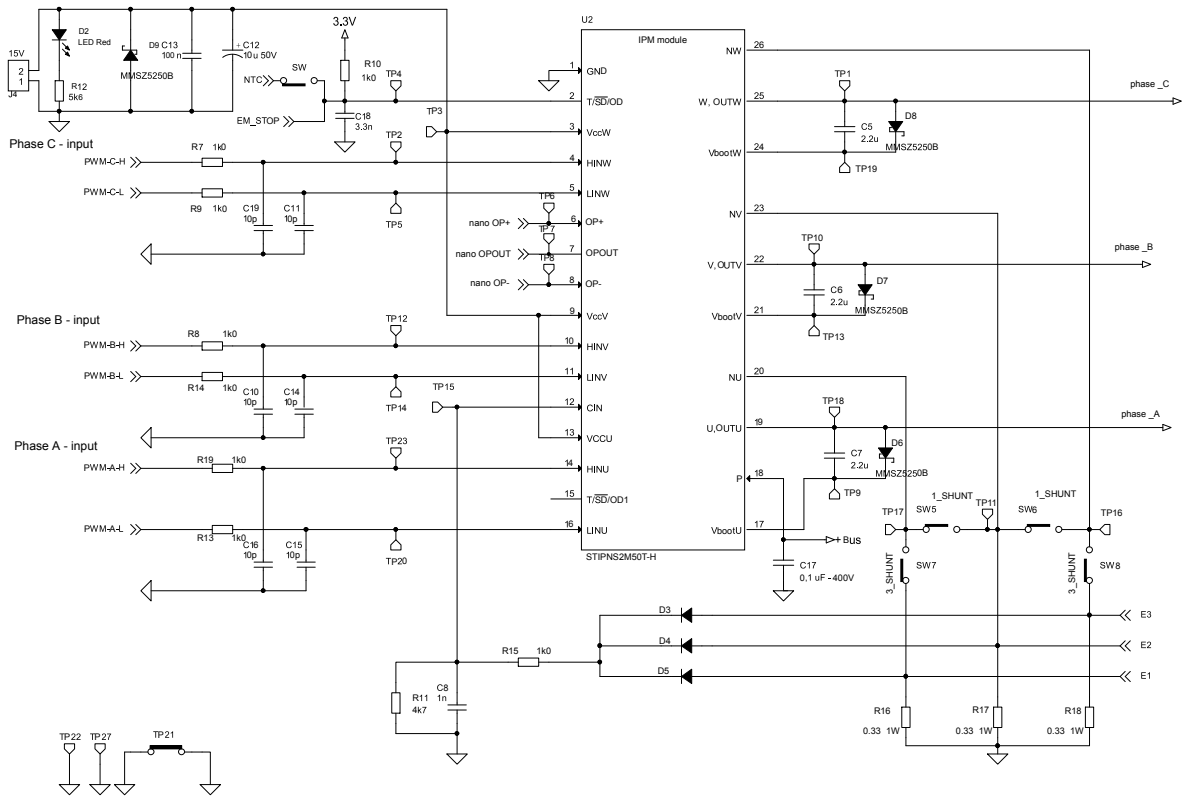 U2
IPM module
STIPNS2M50T-H
15V
2
1
J4
D2
LED Red
R12
5k6
D9
MMSZ5250B
C13
100 n
C12
+
10 u 50V
3.3V
R10
1k0
NTC
SW
EM_STOP
C18
3.3n
TP4
TP3
Phase C - input
PWM-C-H
R7 1k0
TP2
PWM-C-L
R9 1k0
C19
10p
C11
10p
TP5
nano OP+
TP6
nano OPOUT
TP7
nano OP-
TP8
Phase B - input
PWM-B-H
R8 1k0
TP12
PWM-B-L
R14 1k0
C10
10p
C14
10p
TP14
TP15
Phase A - input
PWM-A-H
R19 1k0
TP23
PWM-A-L
R13 1k0
C16
10p
C15
10p
TP20
1 GND
2 T/SD/OD
3 VccW
4 HINW
5 LINW
6 OP+
7 OPOUT
8 OP-
9 VccV
10 HINV
11 LINV
12 CIN
13 VCCU
14 HINU
15 T/SD/OD1
16 LINU
NW 26
W, OUTW 25
VbootW 24
NV 23
V, OUTV 22
VbootV 21
NU 20
U,OUTU 19
P 18
VbootU 17
TP1
C5
2.2u
D8
MMSZ5250B
TP19
phase _C
TP10
C6
2.2u
D7
MMSZ5250B
TP13
phase _B
TP18
C7
2.2u
D6
MMSZ5250B
TP9
phase _A
+ Bus
C17
0,1 uF - 400V
1_SHUNT
TP17
SW5
TP11
1_SHUNT
SW6
TP16
3_SHUNT
SW7
3_SHUNT
SW8
D3
E3
D4
E2
D5
E1
R15 1k0
R11
4k7
C8
1n
R16
0.33 1W
R17
0.33 1W
R18
0.33 1W
TP22
TP27
TP21